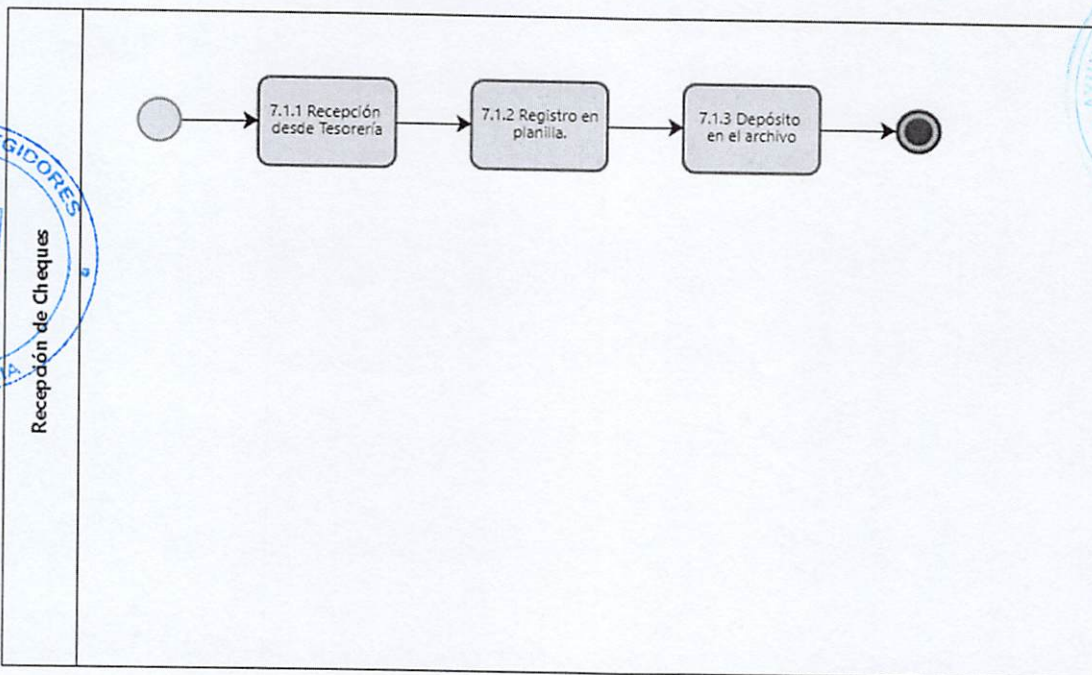 7.1.1 Recepción
desde Tesorería
7.1.2 Registro en
planilla.
7.1.3 Depósito
en el archivo
Recepción de Cheques
GIDORES